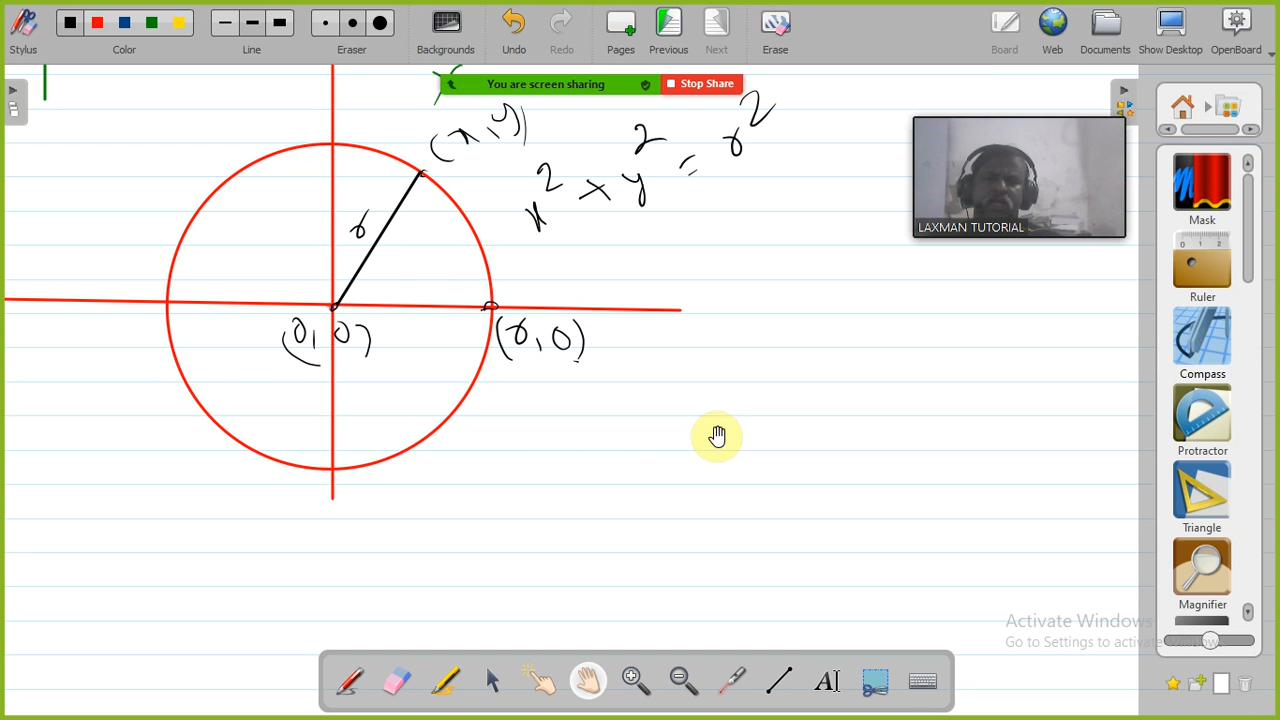 Stylus
Color
Line
Eraser
Backgrounds
Undo
Redo
Pages
Previous
Next
Erase
Board
Web
Documents
Show Desktop
OpenBoard
You are screen sharing
Stop Share
(x,y)
x² + y² = r²
r
(0,0)
(r,0)
LAXMAN TUTORIAL
Mask
Ruler
Compass
Protractor
Triangle
Magnifier
Activate Windows
Go to Settings to activate Windows.